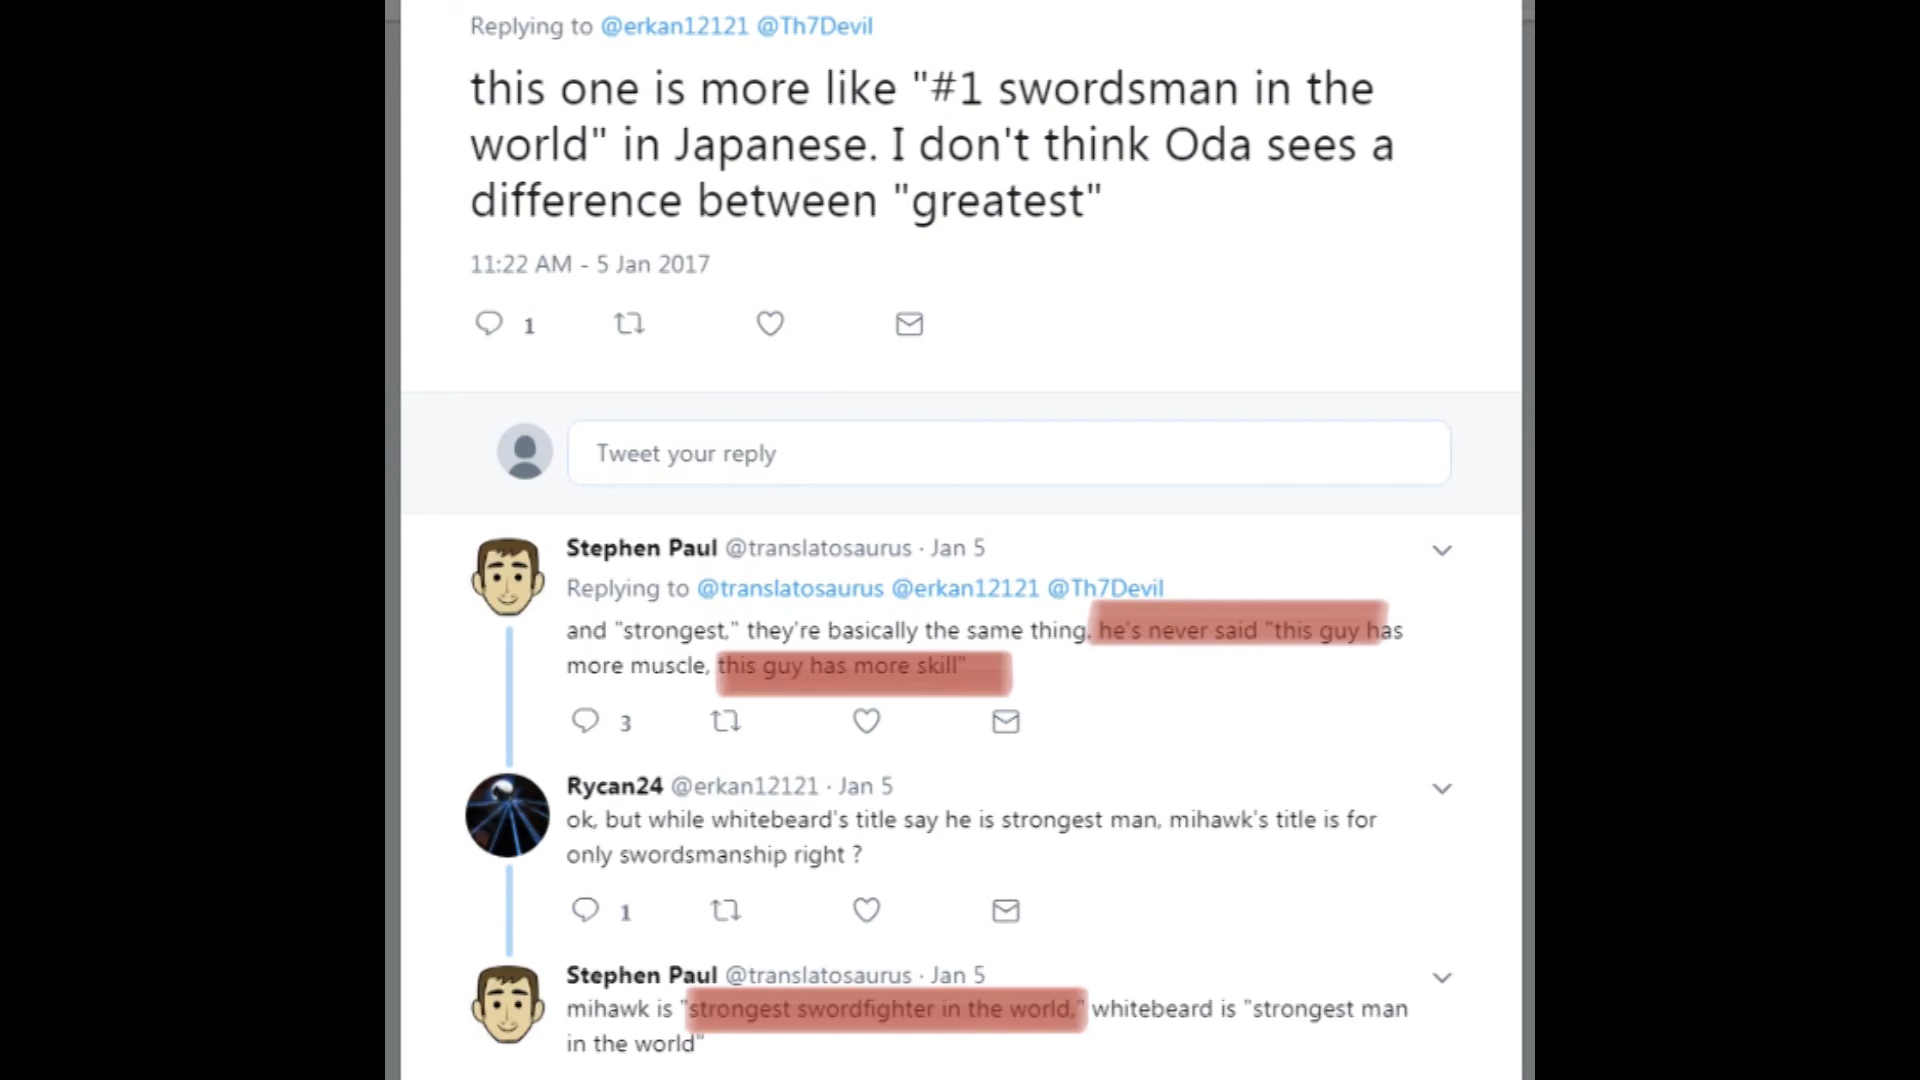 Replying to @erkan12121 @Th7Devil
this one is more like "#1 swordsman in the
world" in Japanese. I don't think Oda sees a
difference between "greatest"
11:22 AM - 5 Jan 2017
1
Tweet your reply
Stephen Paul @translatosaurus · Jan 5
Replying to @translatosaurus @erkan12121 @Th7Devil
and "strongest," they're basically the same thing. he's never said "this guy has
more muscle, this guy has more skill"
3
Rycan24 @erkan12121 · Jan 5
ok, but while whitebeard's title say he is strongest man, mihawk's title is for
only swordsmanship right ?
1
Stephen Paul @translatosaurus · Jan 5
mihawk is "strongest swordfighter in the world," whitebeard is "strongest man
in the world"